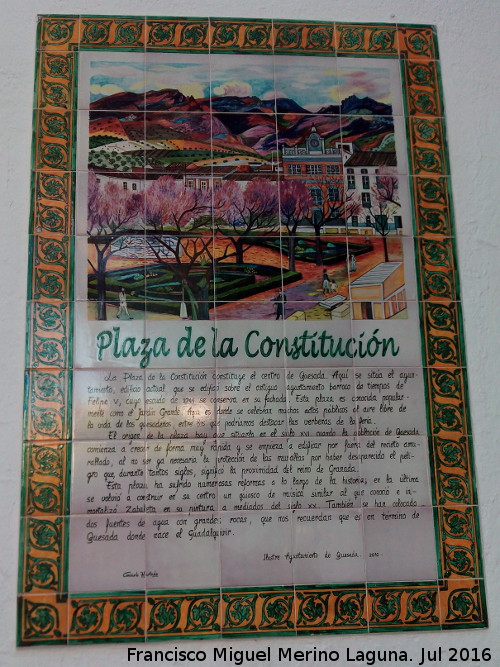 Plaza de la Constitución
La Plaza de la Constitución constituye el centro de Quesada. Aquí se sitúa el ayun-
tamiento, edificio actual que se edificó sobre el antiguo ayuntamiento barroco de tiempos de
Felipe V, cuyo escudo de se conserva en su fachada. Esta plaza es conocida popular-
mente como el Jardín Grande. Aquí es donde se celebran muchos actos públicos al aire libre de
la vida de los quesadeños, entre los que podríamos destacar las verbenas de la feria.
El origen de la plaza hay que situarlo en el siglo XVI cuando la población de Quesada
comienza a crecer de forma muy rápida y se empieza a edificar por fuera del recinto amu-
rallado, al no ser ya necesaria la protección de las murallas por haber desaparecido el peli-
gro que, durante tantos siglos, significó la proximidad del reino de Granada.
Esta plaza ha sufrido numerosas reformas a lo largo de la historia, en la última
se volvió a construir en su centro un quiosco de música similar al que conoció e in-
mortalizó Zabaleta en su pintura a mediados del siglo XX. También se han colocado
dos fuentes de agua con grandes rocas, que nos recuerdan que es en término de
Quesada donde nace el Guadalquivir.
Ilustre Ayuntamiento de Quesada.
Francisco Miguel Merino Laguna. Jul 2016